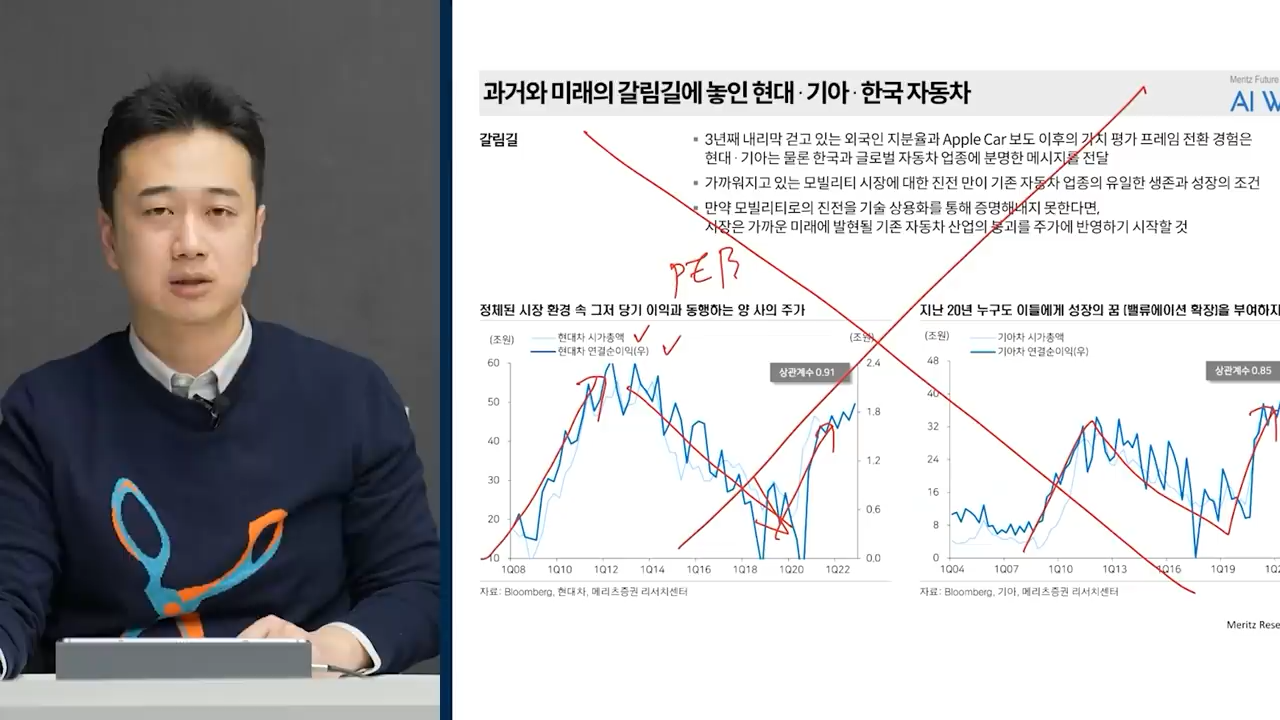 과거와 미래의 갈림길에 놓인 현대 · 기아 · 한국 자동차
Meritz Future
AI W
갈림길
▪ 3년째 내리막 걷고 있는 외국인 지분율과 Apple Car 보도 이후의 가치 평가 프레임 전환 경험은
현대 · 기아는 물론 한국과 글로벌 자동차 업종에 분명한 메시지를 전달
▪ 가까워지고 있는 모빌리티 시장에 대한 진전 만이 기존 자동차 업종의 유일한 생존과 성장의 조건
▪ 만약 모빌리티로의 진전을 기술 상용화를 통해 증명해내지 못한다면,
시장은 가까운 미래에 발현될 기존 자동차 산업의 붕괴를 주가에 반영하기 시작할 것
정체된 시장 환경 속 그저 당기 이익과 동행하는 양 사의 주가
(조원)
현대차 시가총액
현대차 연결순이익(우)
(조원)
상관계수 0.91
60
50
40
30
20
10
2.4
1.8
1.2
0.6
0.0
1Q08 1Q10 1Q12 1Q14 1Q16 1Q18 1Q20 1Q22
자료: Bloomberg, 현대차, 메리츠증권 리서치센터
지난 20년 누구도 이들에게 성장의 꿈 (밸류에이션 확장)을 부여하지
(조원)
기아차 시가총액
기아차 연결순이익(우)
상관계수 0.85
48
40
32
24
16
8
0
1Q04 1Q07 1Q10 1Q13 1Q16 1Q19 1Q2
자료: Bloomberg, 기아, 메리츠증권 리서치센터
Meritz Rese